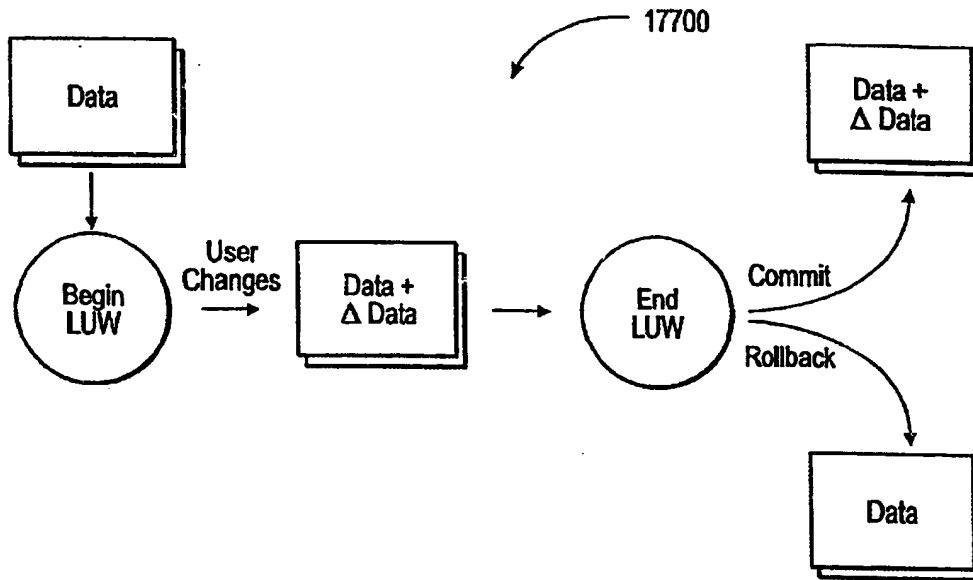 17700
Data
Data +
Δ Data
Begin
LUW
User
Changes
Data +
Δ Data
End
LUW
Commit
Rollback
Data